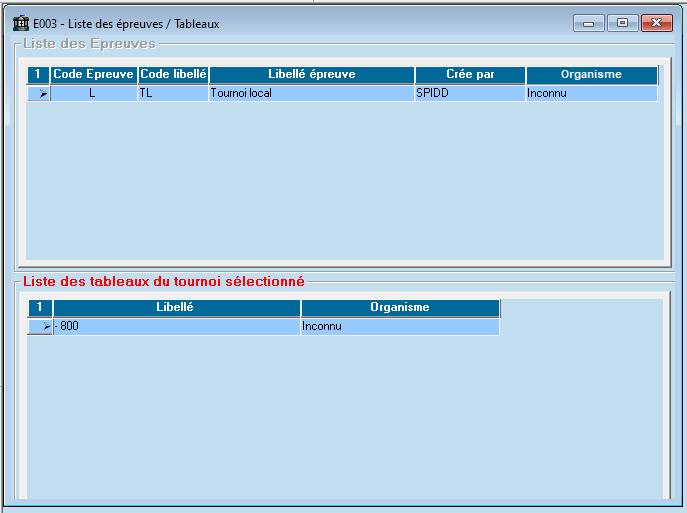 E003 - Liste des épreuves / Tableaux
Liste des Epreuves
1 Code Epreuve Code libellé Libellé épreuve Crée par Organisme
L TL Tournoi local SPIDD Inconnu
Liste des tableaux du tournoi sélectionné
1 Libellé Organisme
- 800 Inconnu